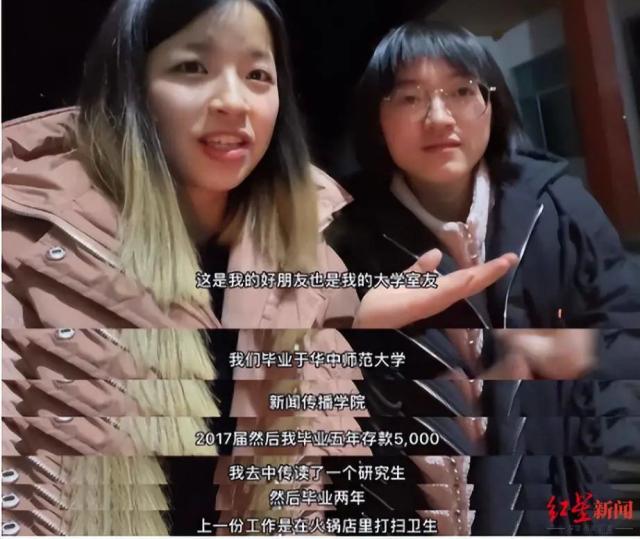 这是我的好朋友也是我的大学室友
我们毕业于华中师范大学
新闻传播学院
2017届然后我毕业五年存款5,000
我去中传读了一个研究生
然后毕业两年
上一份工作是在火锅店里打扫卫生
红星新闻